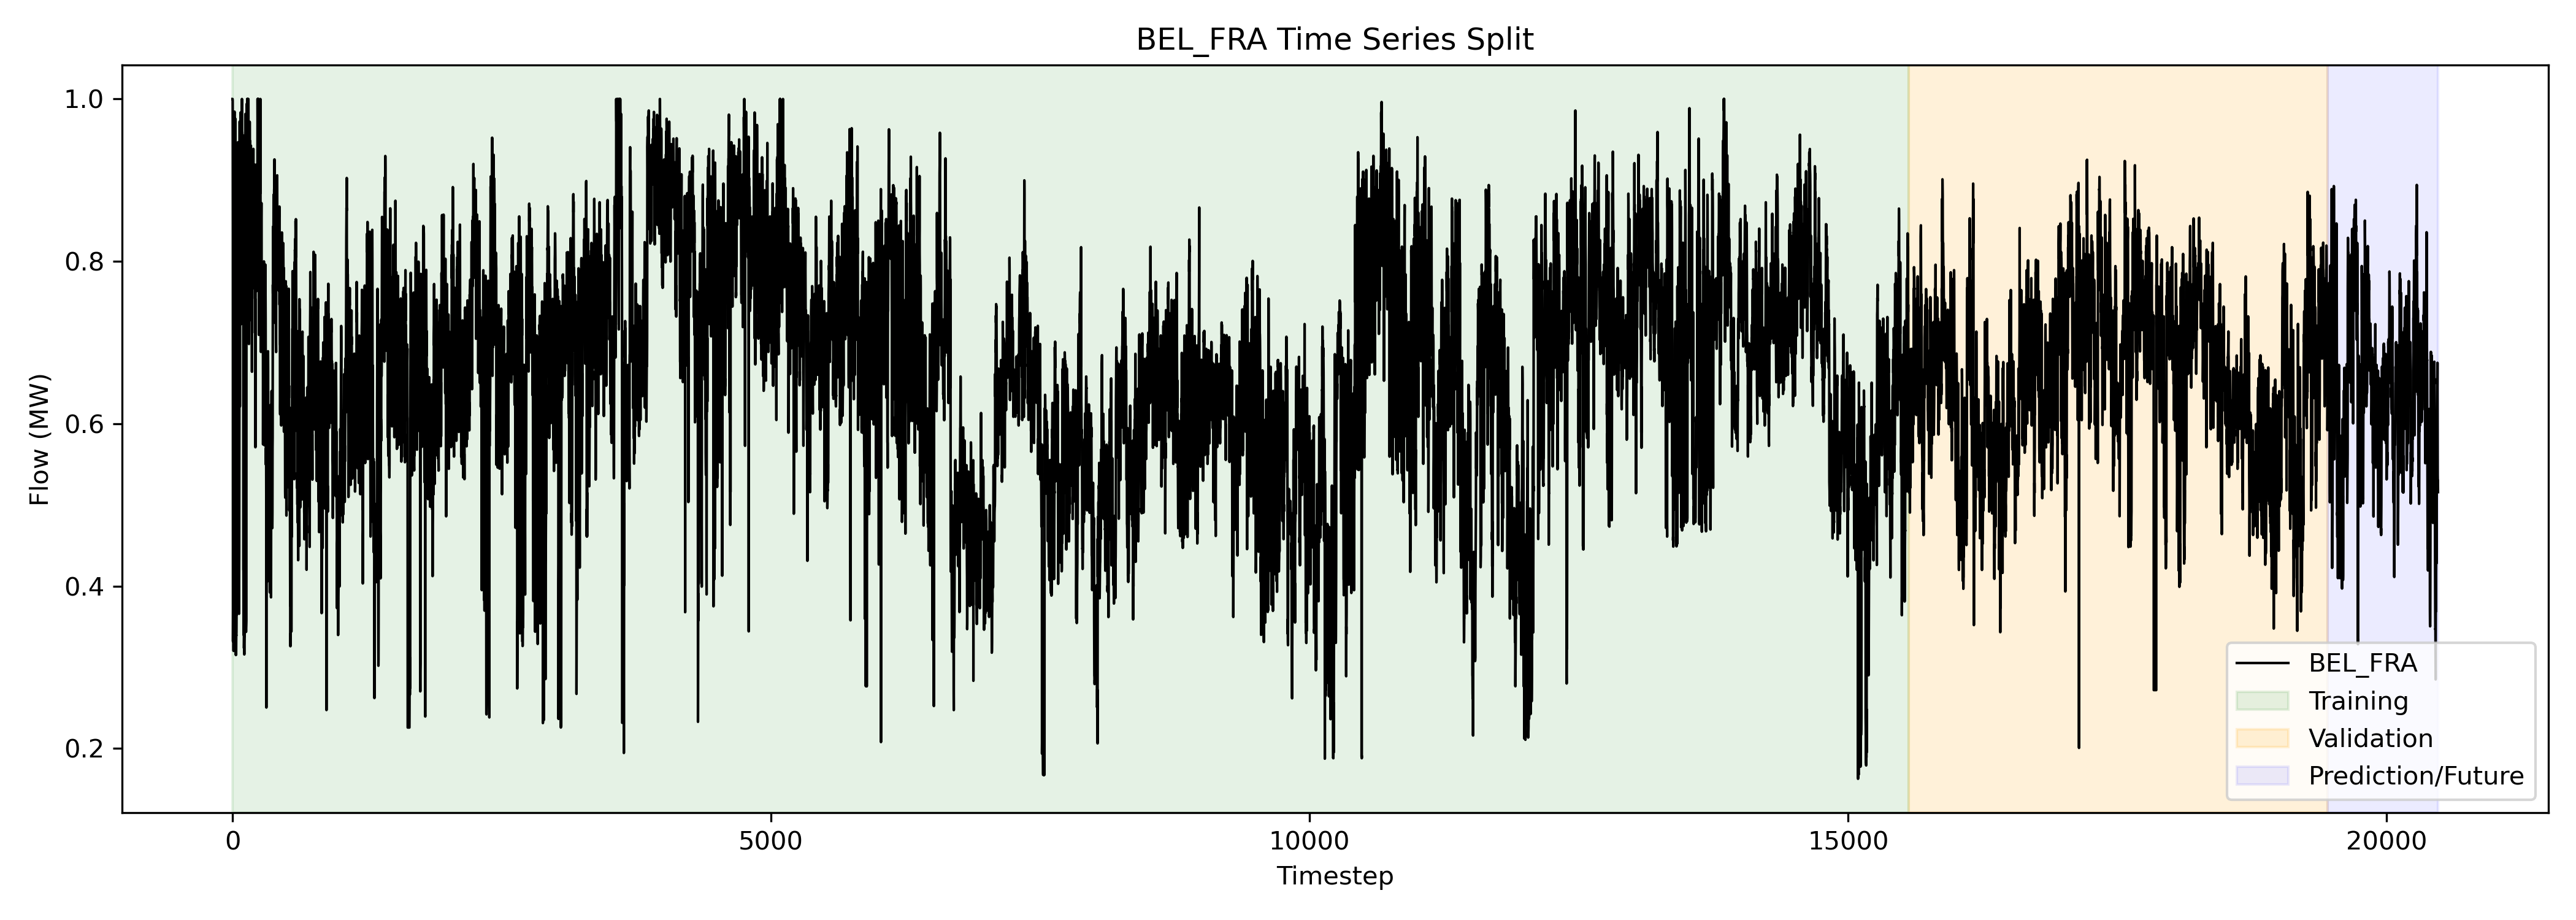 BEL_FRA Time Series Split
1.0
0.8
0.6
0.4
0.2
Flow (MW)
0
5000
10000
15000
20000
Timestep
BEL_FRA
Training
Validation
Prediction/Future